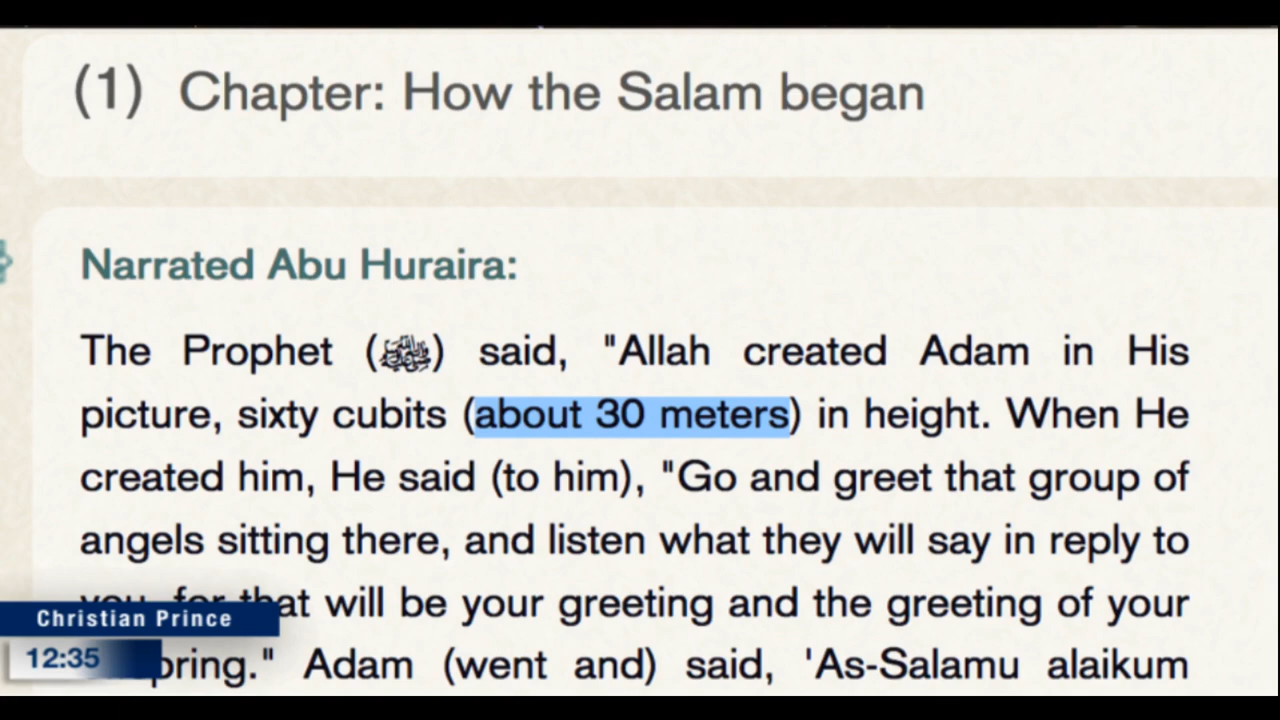 (1) Chapter: How the Salam began
Narrated Abu Huraira:
The Prophet (ﷺ) said, "Allah created Adam in His
picture, sixty cubits (about 30 meters) in height. When He
created him, He said (to him), "Go and greet that group of
angels sitting there, and listen what they will say in reply to
you, for that will be your greeting and the greeting of your
Christian Prince
12:35
pring." Adam (went and) said, 'As-Salamu alaikum